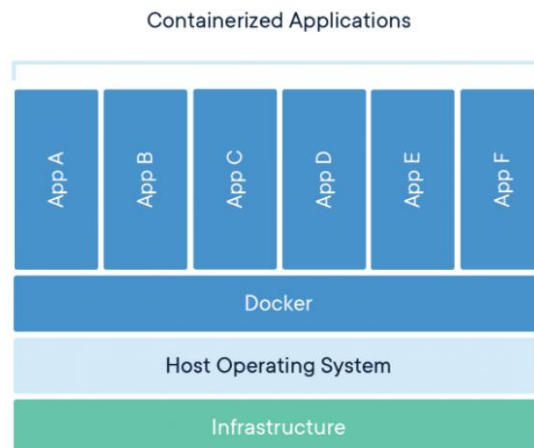 Containerized Applications
App A
App B
App C
App D
App E
App F
Docker
Host Operating System
Infrastructure